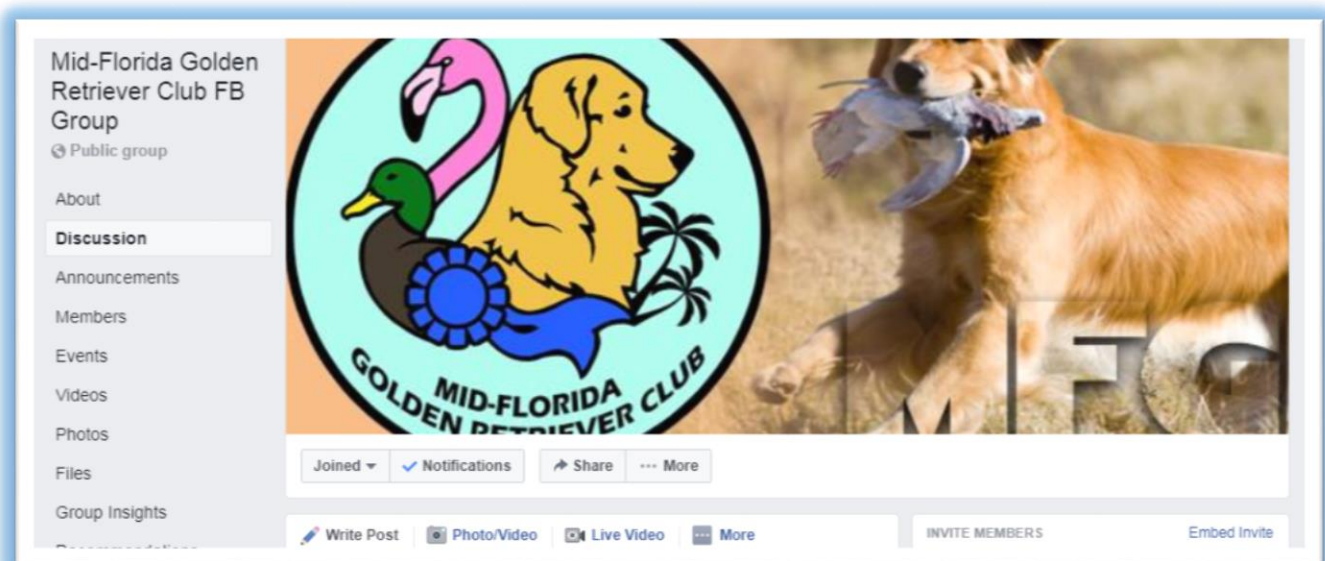 Mid-Florida Golden
Retriever Club FB
Group
Public group
About
Discussion
Announcements
Members
Events
Videos
Photos
Files
Group Insights
Recommendations
MID-FLORIDA
GOLDEN RETRIEVER CLUB
MFG
Joined
Notifications
Share
More
Write Post
Photo/Video
Live Video
More
INVITE MEMBERS
Embed Invite